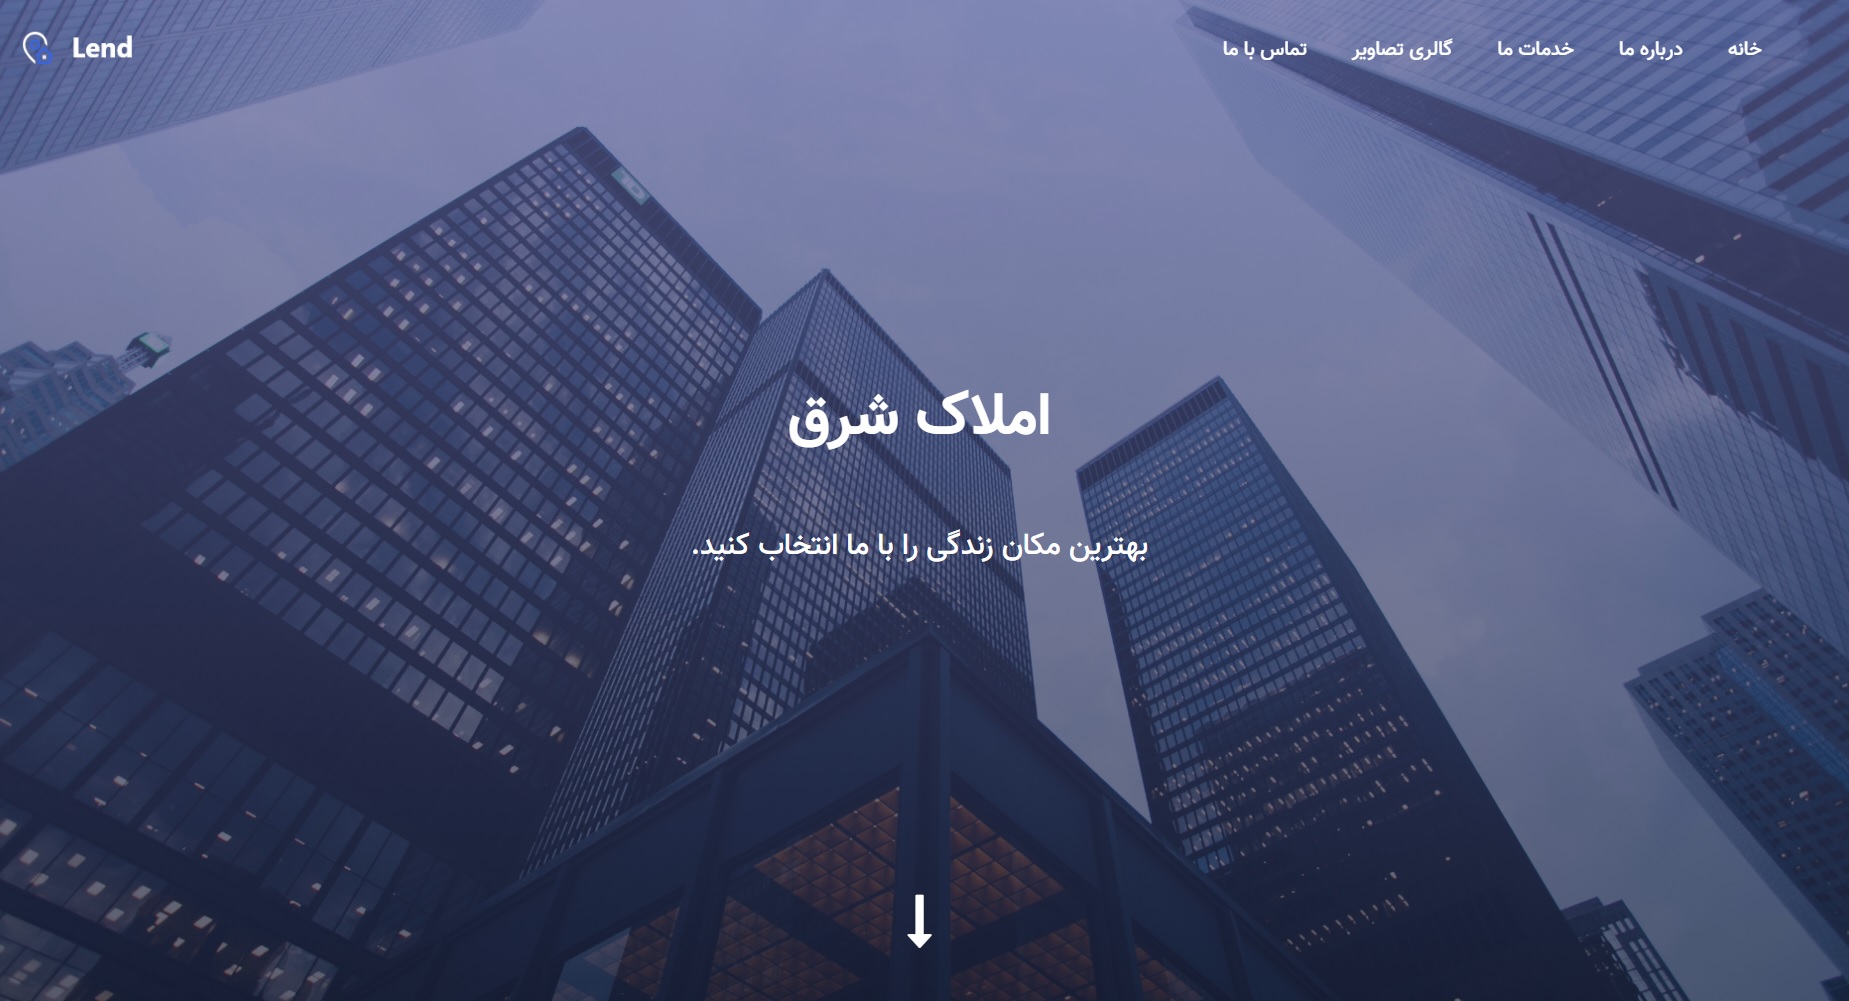 Lend
خانه
درباره ما
خدمات ما
گالری تصاویر
تماس با ما
املاک شرق
بهترین مکان زندگی را با ما انتخاب کنید.